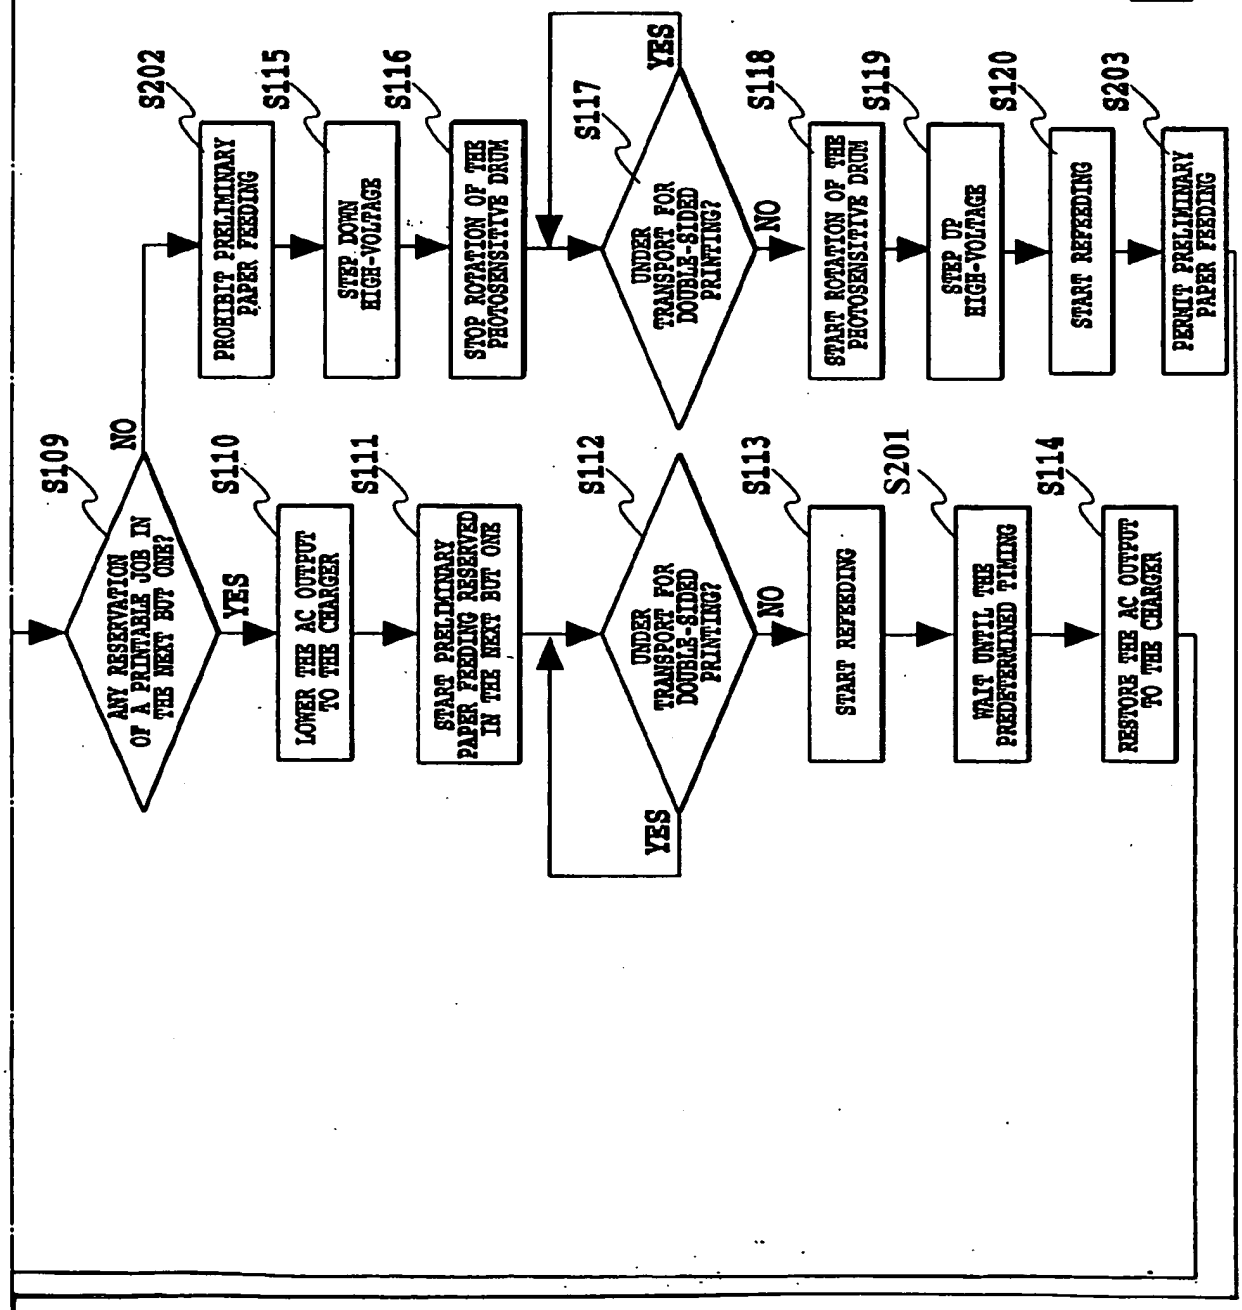 S109
ANY RESERVATION
OF A PRINTABLE JOB IN
THE NEXT BUT ONE?
NO
YES
S110
LOWER THE AC OUTPUT
TO THE CHARGER
S111
START PRELIMINARY
PAPER FEEDING RESERVED
IN THE NEXT BUT ONE
S112
UNDER
TRANSPORT FOR
DOUBLE-SIDED
PRINTING?
YES
NO
S113
START REFEEDING
S201
WAIT UNTIL THE
PREDETERMINED TIMING
S114
RESTORE THE AC OUTPUT
TO THE CHARGER
S202
PROHIBIT PRELIMINARY
PAPER FEEDING
S115
STEP DOWN
HIGH-VOLTAGE
S116
STOP ROTATION OF THE
PHOTOSENSITIVE DRUM
S117
UNDER
TRANSPORT FOR
DOUBLE-SIDED
PRINTING?
YES
NO
S118
START ROTATION OF THE
PHOTOSENSITIVE DRUM
S119
STEP UP
HIGH-VOLTAGE
S120
START REFEEDING
S203
PERMIT PRELIMINARY
PAPER FEEDING